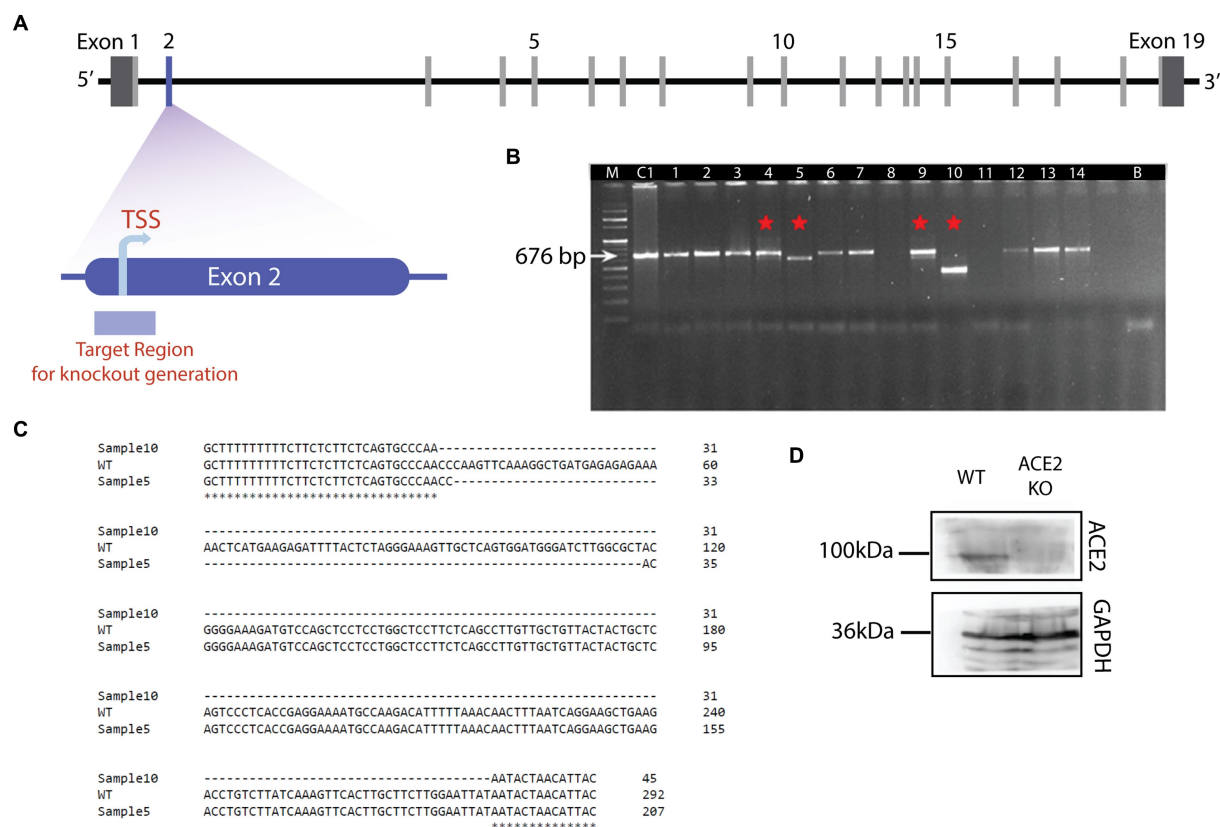 A
Exon 1 2 5 10 15 Exon 19
5′ 3′
TSS
Exon 2
Target Region
for knockout generation
B
M C1 1 2 3 4 5 6 7 8 9 10 11 12 13 14 B
676 bp
C
Sample10 GCTTTTTTTTTCTTCTCTTCTCAGTGCCCAA----------------------------- 31
WT GCTTTTTTTTTCTTCTCTTCTCAGTGCCCAACCCAAGTTCAAAGGCTGATGAGAGAGAAA 60
Sample5 GCTTTTTTTTTCTTCTCTTCTCAGTGCCCAACC--------------------------- 33
*******************************
Sample10 ------------------------------------------------------------ 31
WT AACTCATGAAGAGATTTTACTCTAGGGAAAGTTGCTCAGTGGATGGGATCTTGGCGCTAC 120
Sample5 ----------------------------------------------------------AC 35
Sample10 ------------------------------------------------------------ 31
WT GGGGAAAGATGTCCAGCTCCTCCTGGCTCCTTCTCAGCCTTGTTGCTGTTACTACTGCTC 180
Sample5 GGGGAAAGATGTCCAGCTCCTCCTGGCTCCTTCTCAGCCTTGTTGCTGTTACTACTGCTC 95
Sample10 ------------------------------------------------------------ 31
WT AGTCCCTCACCGAGGAAAATGCCAAGACATTTTTAAACAACTTTAATCAGGAAGCTGAAG 240
Sample5 AGTCCCTCACCGAGGAAAATGCCAAGACATTTTTAAACAACTTTAATCAGGAAGCTGAAG 155
Sample10 --------------------------------------AATACTAACATTAC 45
WT ACCTGTCTTATCAAAGTTCACTTGCTTCTTGGAATTATAATACTAACATTAC 292
Sample5 ACCTGTCTTATCAAAGTTCACTTGCTTCTTGGAATTATAATACTAACATTAC 207
**************
D
WT ACE2
KO
100kDa ACE2
36kDa GAPDH